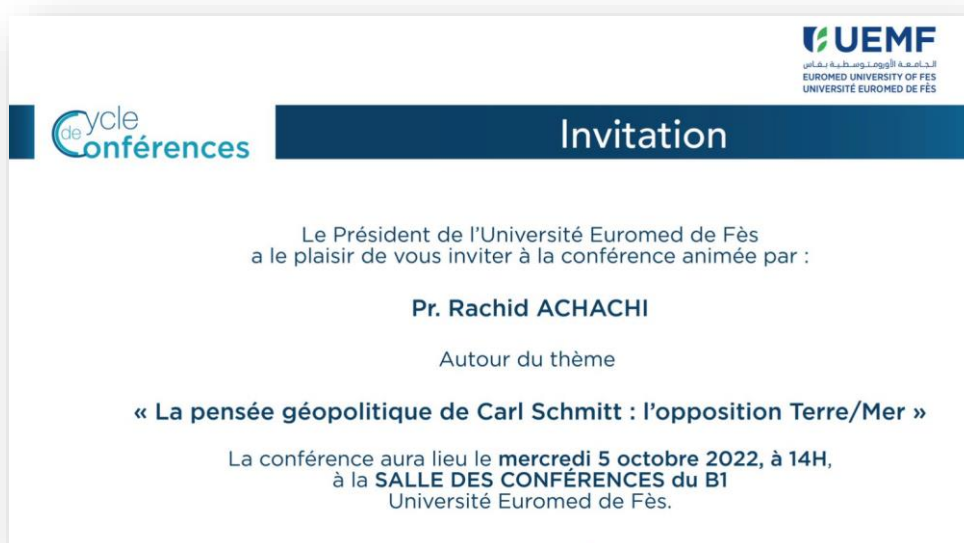 UEMF
الجامعة الأورومتوسطية بفاس
EUROMED UNIVERSITY OF FES
UNIVERSITÉ EUROMED DE FÈS
Cycle
de Conférences
Invitation
Le Président de l’Université Euromed de Fès
a le plaisir de vous inviter à la conférence animée par :
Pr. Rachid ACHACHI
Autour du thème
« La pensée géopolitique de Carl Schmitt : l’opposition Terre/Mer »
La conférence aura lieu le mercredi 5 octobre 2022, à 14H,
à la SALLE DES CONFÉRENCES du B1
Université Euromed de Fès.